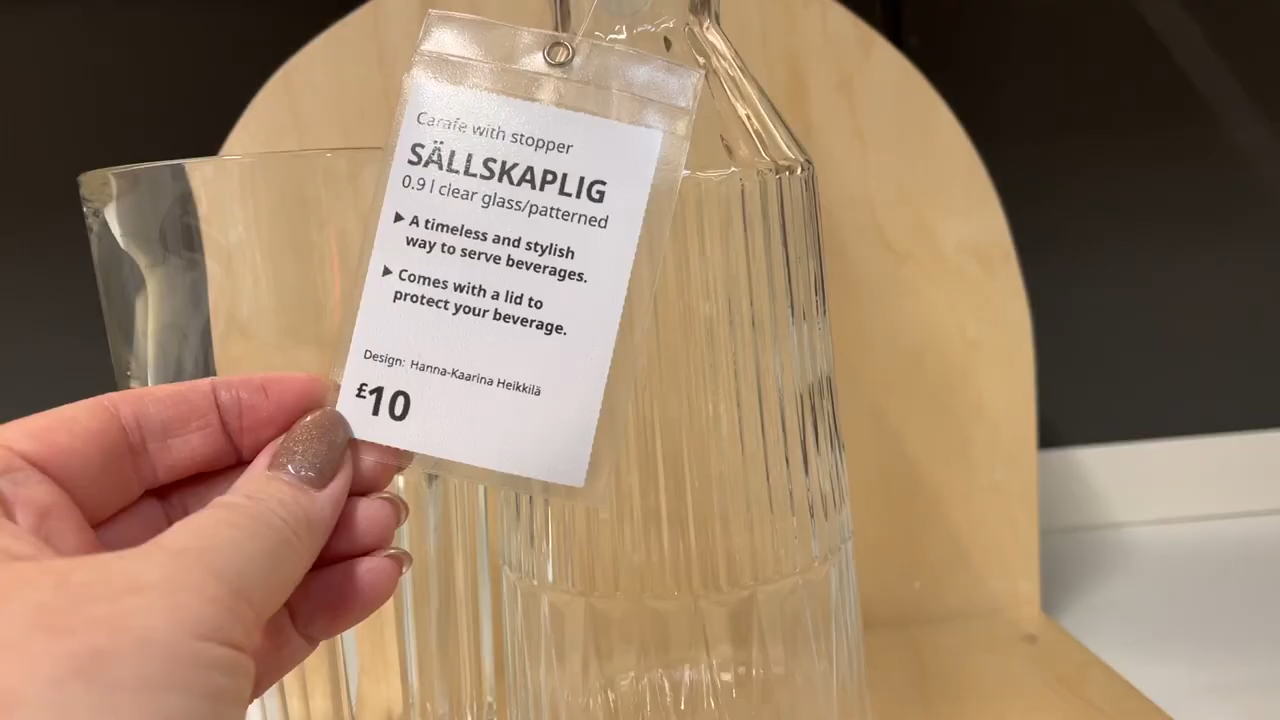 Carafe with stopper
SÄLLSKAPLIG
0.9 l clear glass/patterned
▶ A timeless and stylish
way to serve beverages.
▶ Comes with a lid to
protect your beverage.
Design: Hanna-Kaarina Heikkilä
£10